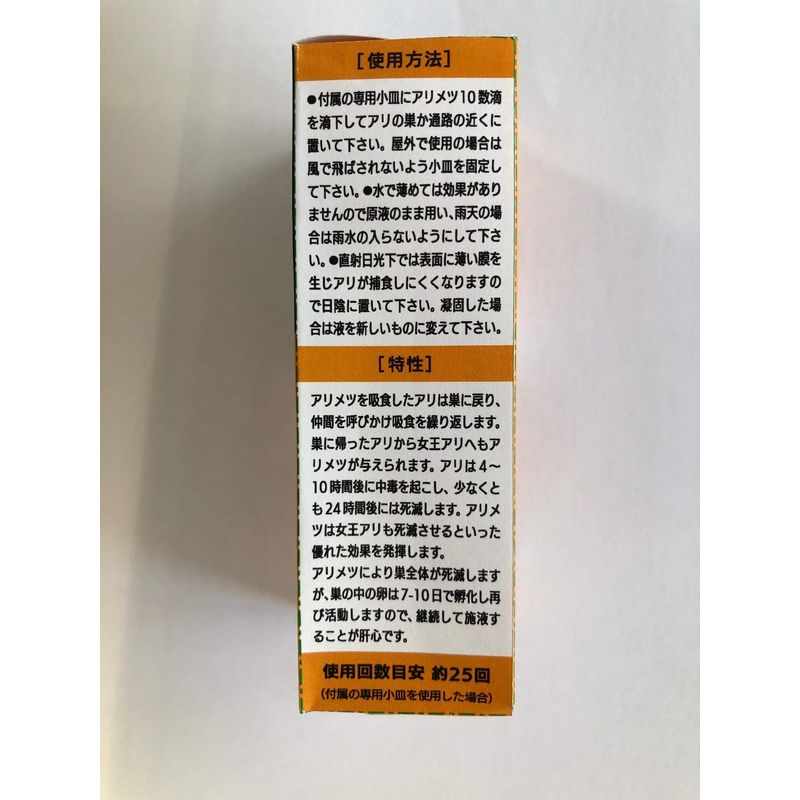 [使用方法]
●付属の専用小皿にアリメツ10数滴
を滴下してアリの巣か通路の近くに
置いて下さい。屋外で使用の場合は
風で飛ばされないよう小皿を固定し
て下さい。●水で薄めては効果があり
ませんので原液のまま用い、雨天の場
合は雨水の入らないようにして下さ
い。●直射日光下では表面に薄い膜を
生じアリが捕食しにくくなりますの
で日陰に置いて下さい。凝固した場
合は液を新しいものに変えて下さい。
[特性]
アリメツを吸食したアリは巣に戻り、
仲間を呼びかけ吸食を繰り返します。
巣に帰ったアリから女王アリへもア
リメツが与えられます。アリは4〜
10時間後に中毒を起こし、少なくと
も24時間後には死滅します。アリメ
ツは女王アリも死滅させるといった
優れた効果を発揮します。
アリメツにより巣全体が死滅します
が、巣の中の卵は7-10日で孵化し再
び活動しますので、継続して施液す
ることが肝心です。
使用回数目安 約25回
(付属の専用小皿を使用した場合)